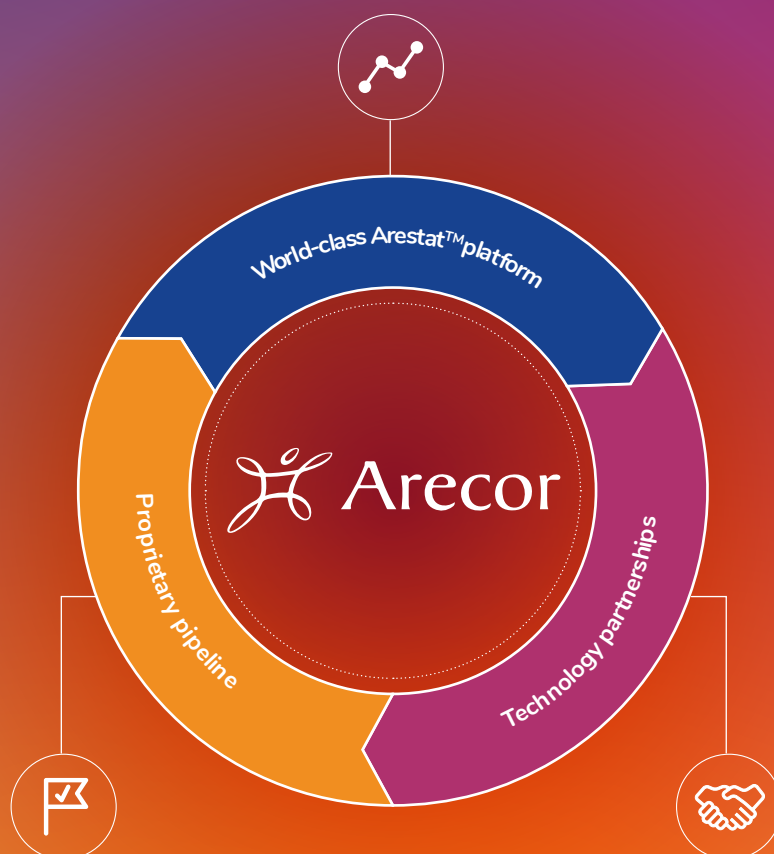 World-class Arestat™ platform
Arecor
Proprietary pipeline
Technology partnerships